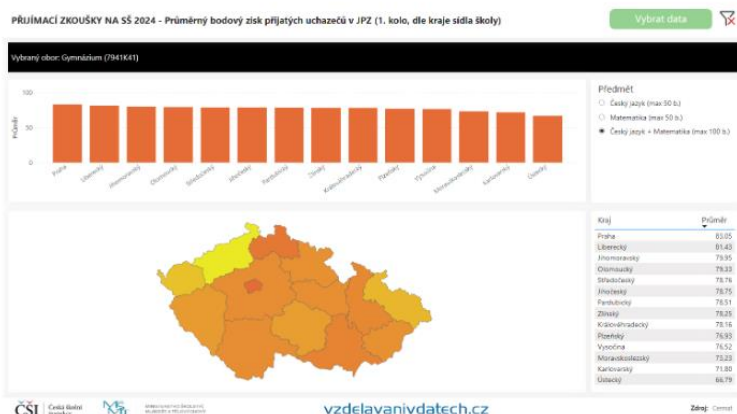 PŘIJÍMACÍ ZKOUŠKY NA SŠ 2024 - Průměrný bodový zisk přijatých uchazečů v JPZ (1. kolo, dle kraje sídla školy)
Vybrat data
Vybraný obor: Gymnázium (7941K41)
Průměr
100
50
0
Praha
Liberecký
Jihomoravský
Olomoucký
Středočeský
Jihočeský
Pardubický
Zlínský
Královéhradecký
Plzeňský
Vysočina
Moravskoslezský
Karlovarský
Ústecký
Předmět
Český jazyk (max 50 b.)
Matematika (max 50 b.)
Český jazyk + Matematika (max 100 b.)
Kraj Průměr
Praha 83.05
Liberecký 81.43
Jihomoravský 79.95
Olomoucký 79.33
Středočeský 78.76
Jihočeský 78.75
Pardubický 78.51
Zlínský 78.25
Královéhradecký 78.16
Plzeňský 76.93
Vysočina 76.52
Moravskoslezský 73.23
Karlovarský 71.80
Ústecký 66.79
ČŠI Česká školní
vzdelavanivdatech.cz
Zdroj: Cermat